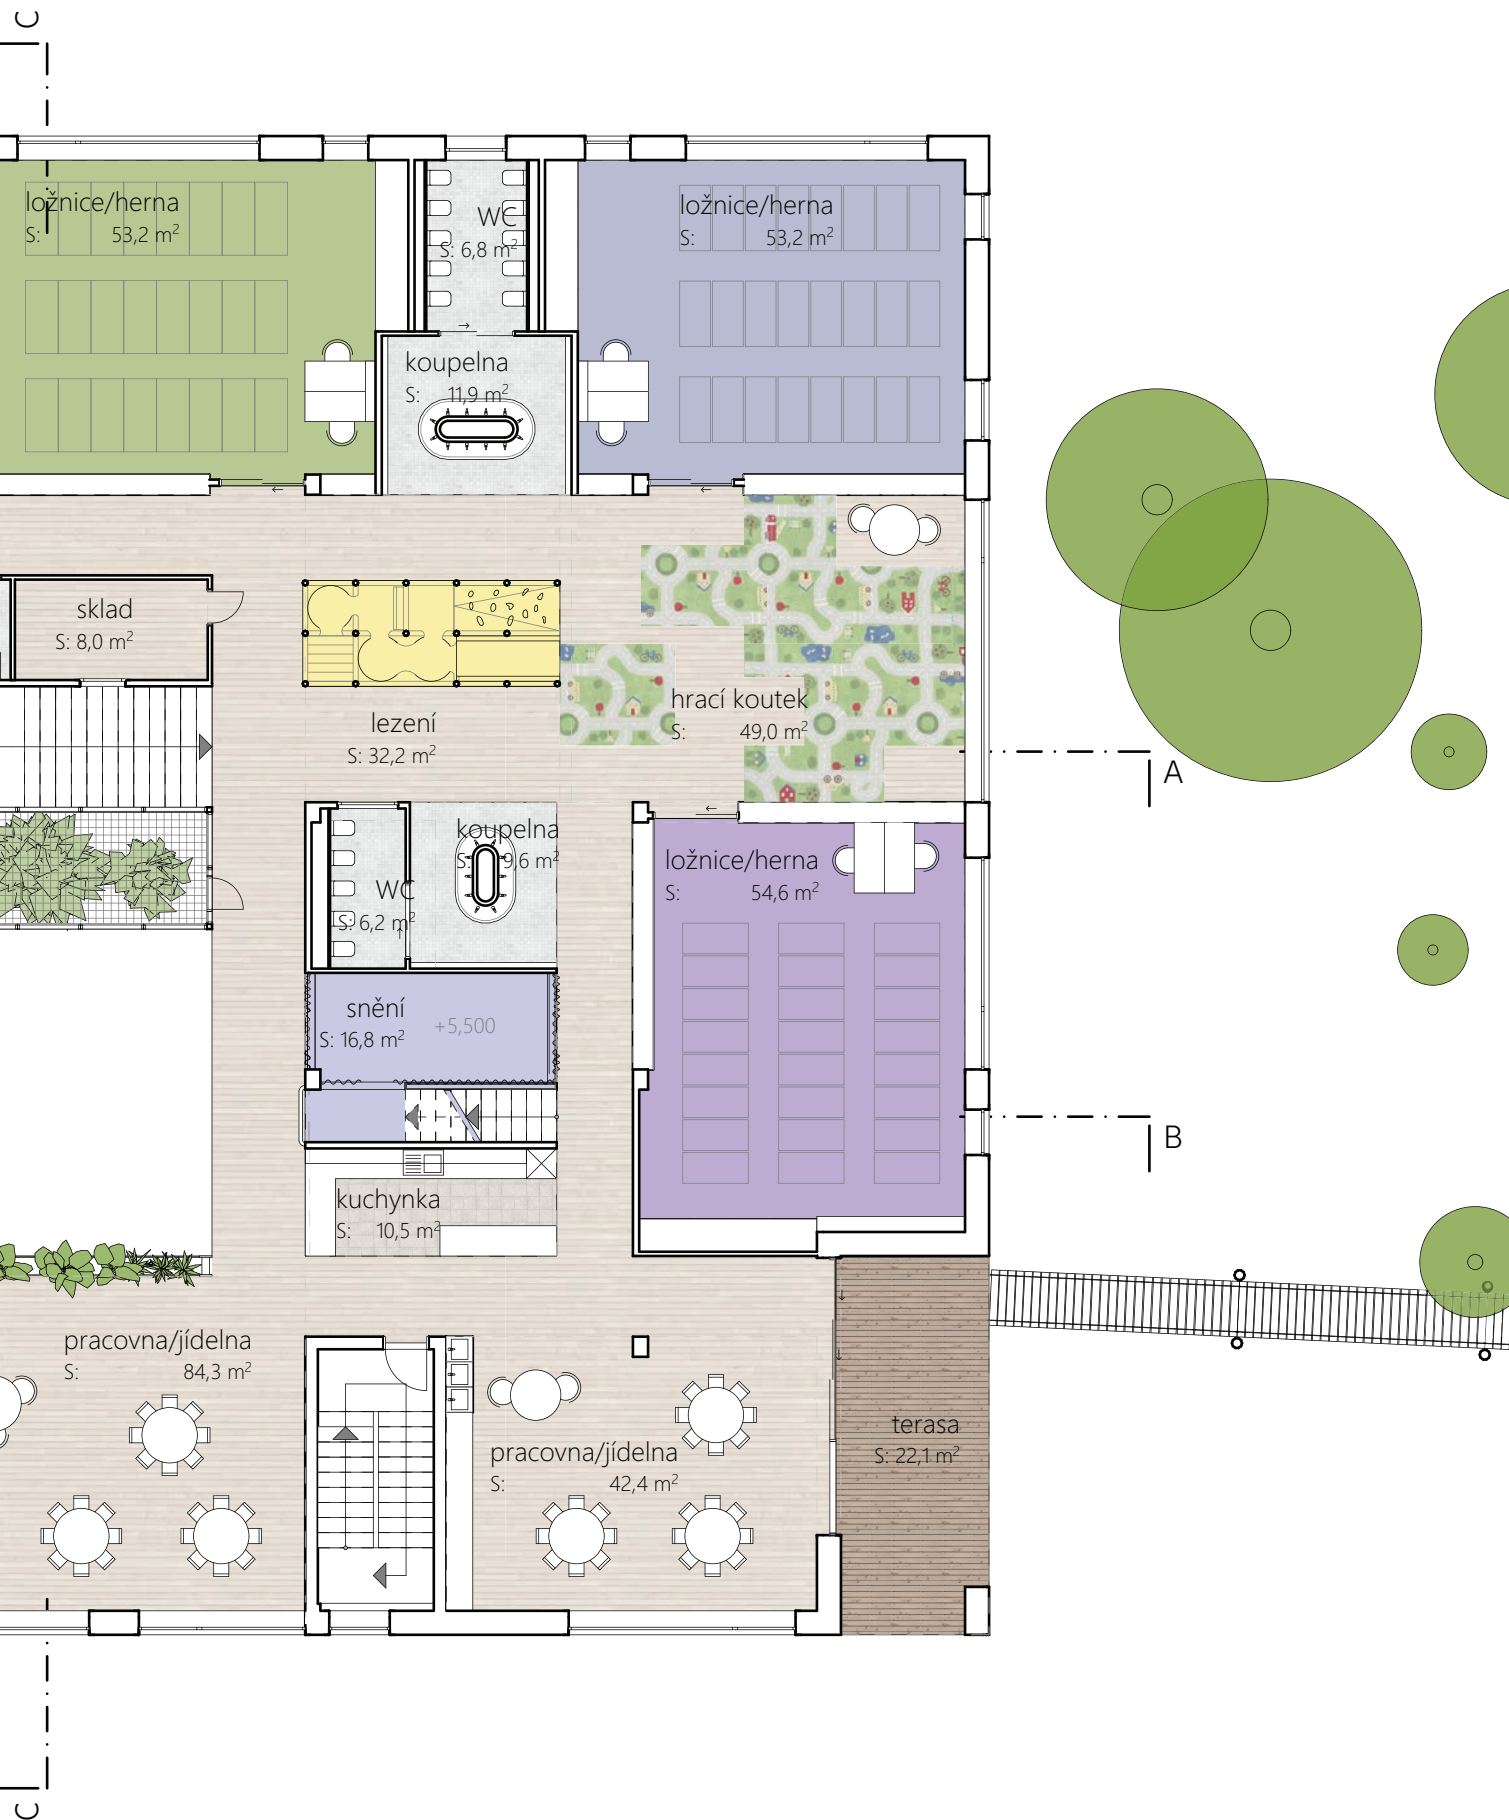 C
ložnice/herna
S: 53,2 m²
WC
S: 6,8 m²
ložnice/herna
S: 53,2 m²
koupelna
S: 11,9 m²
sklad
S: 8,0 m²
lezení
S: 32,2 m²
hrací koutek
S: 49,0 m²
A
koupelna
S: 9,6 m²
WC
S: 6,2 m²
ložnice/herna
S: 54,6 m²
snění
S: 16,8 m²
+5,500
B
kuchynka
S: 10,5 m²
pracovna/jídelna
S: 84,3 m²
pracovna/jídelna
S: 42,4 m²
terasa
S: 22,1 m²
C